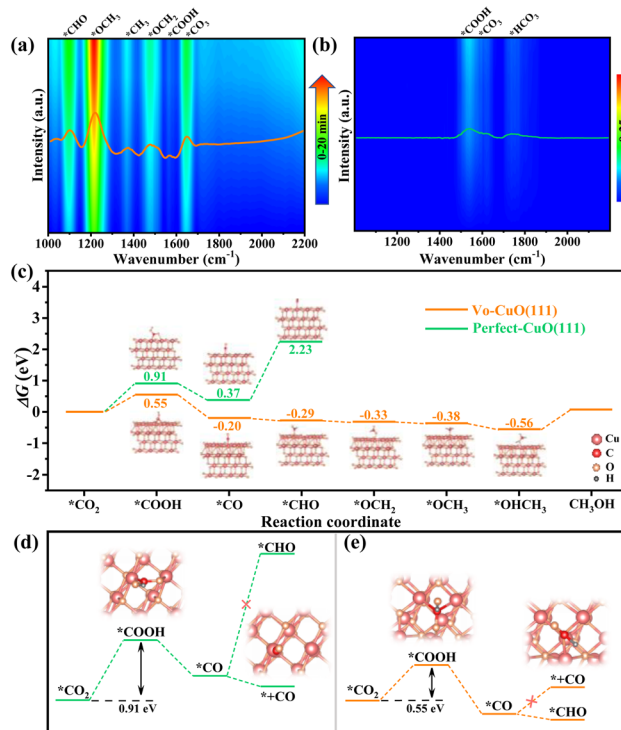 (a)
*CHO *OCH3 *CH3 *OCH2 *COOH *CO3
Intensity (a.u.)
0-20 min
1000 1200 1400 1600 1800 2000 2200
Wavenumber (cm-1)
(b)
*COOH *CO3 *HCO3
Intensity (a.u.)
1200 1400 1600 1800 2000
Wavenumber (cm-1)
(c)
ΔG (eV)
4
3
2
1
0
-1
-2
Vo-CuO(111)
Perfect-CuO(111)
0.91
0.37
2.23
0.55
-0.20
-0.29
-0.33
-0.38
-0.56
Cu
C
O
H
*CO2 *COOH *CO *CHO *OCH2 *OCH3 *OHCH3 CH3OH
Reaction coordinate
(d)
*CHO
*COOH
*CO
*CO2
*+CO
0.91 eV
(e)
*COOH
*+CO
*CO2
*CO
*CHO
0.55 eV